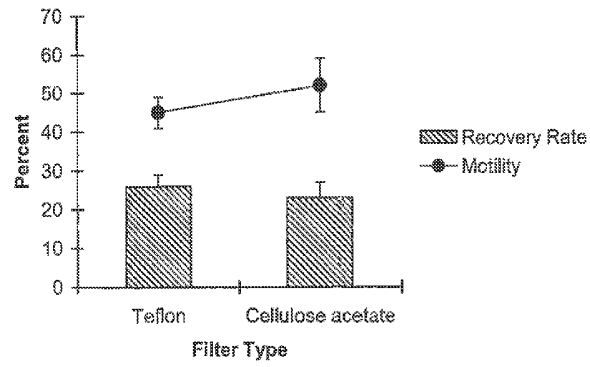 70
60
50
40
30
20
10
0
Percent
Teflon
Cellulose acetate
Filter Type
Recovery Rate
Motility